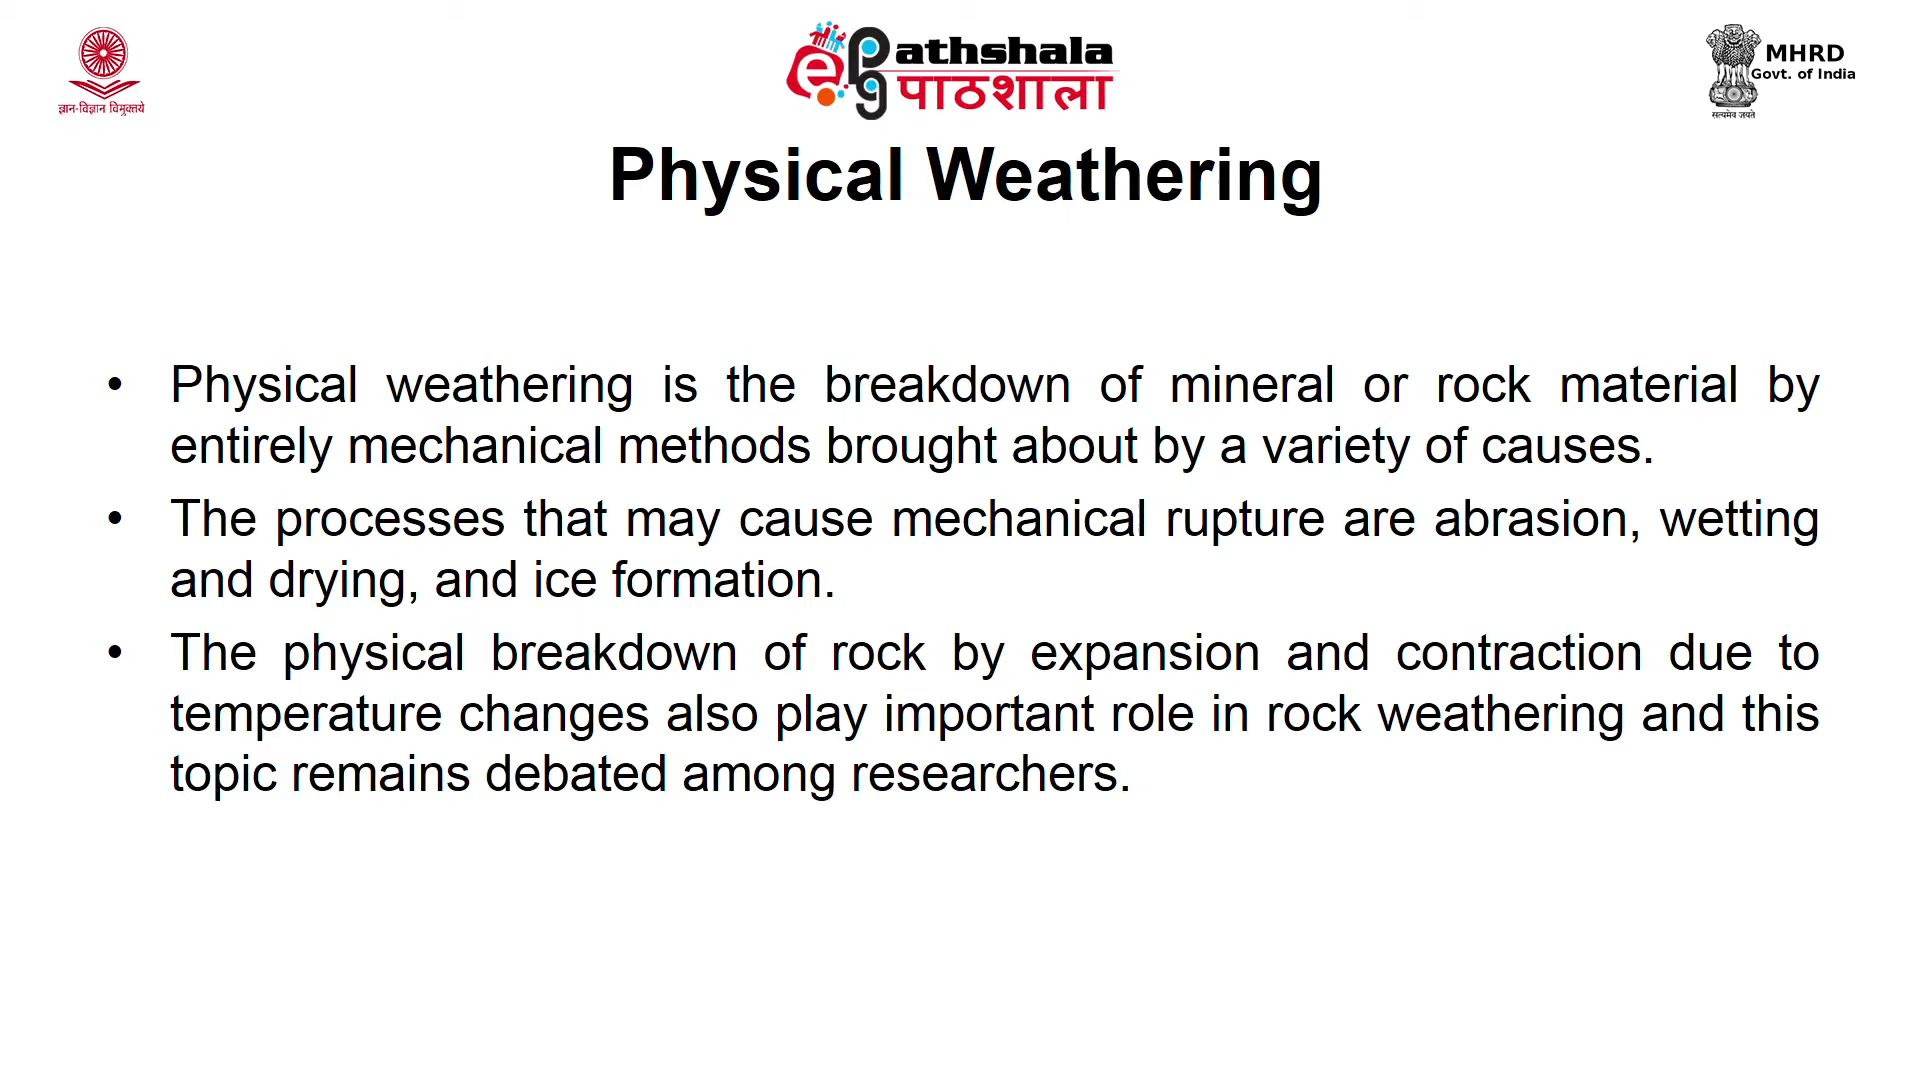 ज्ञान-विज्ञान विमुक्तये
ePGathshala
पाठशाला
MHRD
Govt. of India
सत्यमेव जयते
Physical Weathering
• Physical weathering is the breakdown of mineral or rock material by
entirely mechanical methods brought about by a variety of causes.
• The processes that may cause mechanical rupture are abrasion, wetting
and drying, and ice formation.
• The physical breakdown of rock by expansion and contraction due to
temperature changes also play important role in rock weathering and this
topic remains debated among researchers.